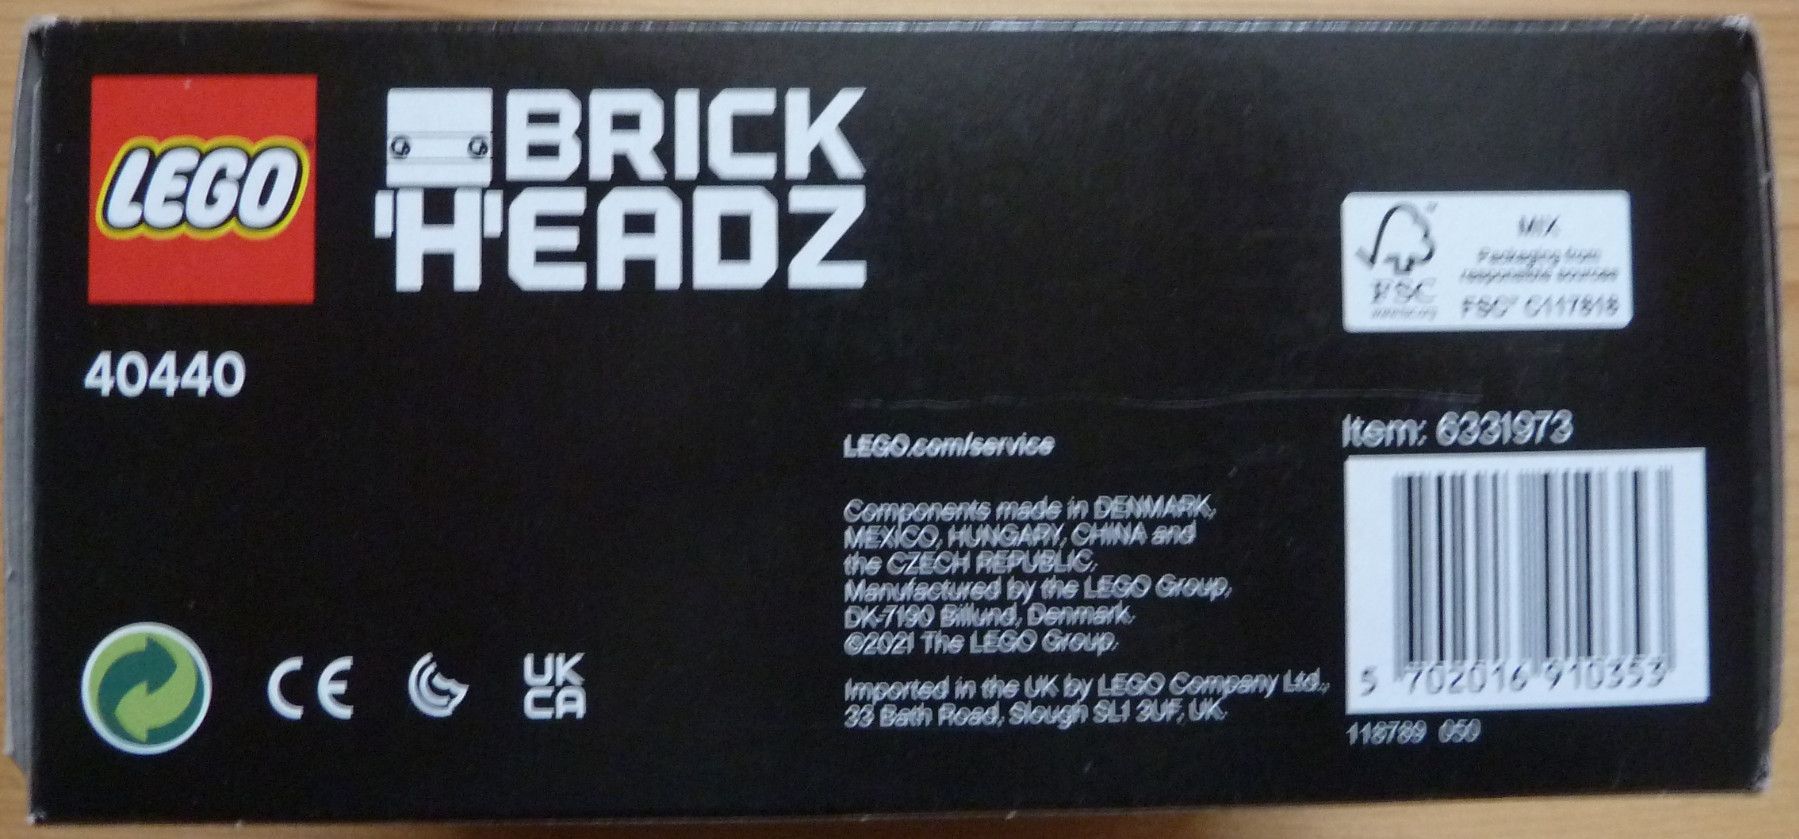 LEGO
BRICK
HEADZ
40440
MIX
Packaging from
responsible sources
FSC
FSC® C117818
Item: 6331973
LEGO.com/service
Components made in DENMARK,
MEXICO, HUNGARY, CHINA and
the CZECH REPUBLIC.
Manufactured by the LEGO Group,
DK-7190 Billund, Denmark.
©2021 The LEGO Group.
Imported in the UK by LEGO Company Ltd.,
33 Bath Road, Slough SL1 3UF, UK.
5 702016 910353
118789 050
CE
UK
CA